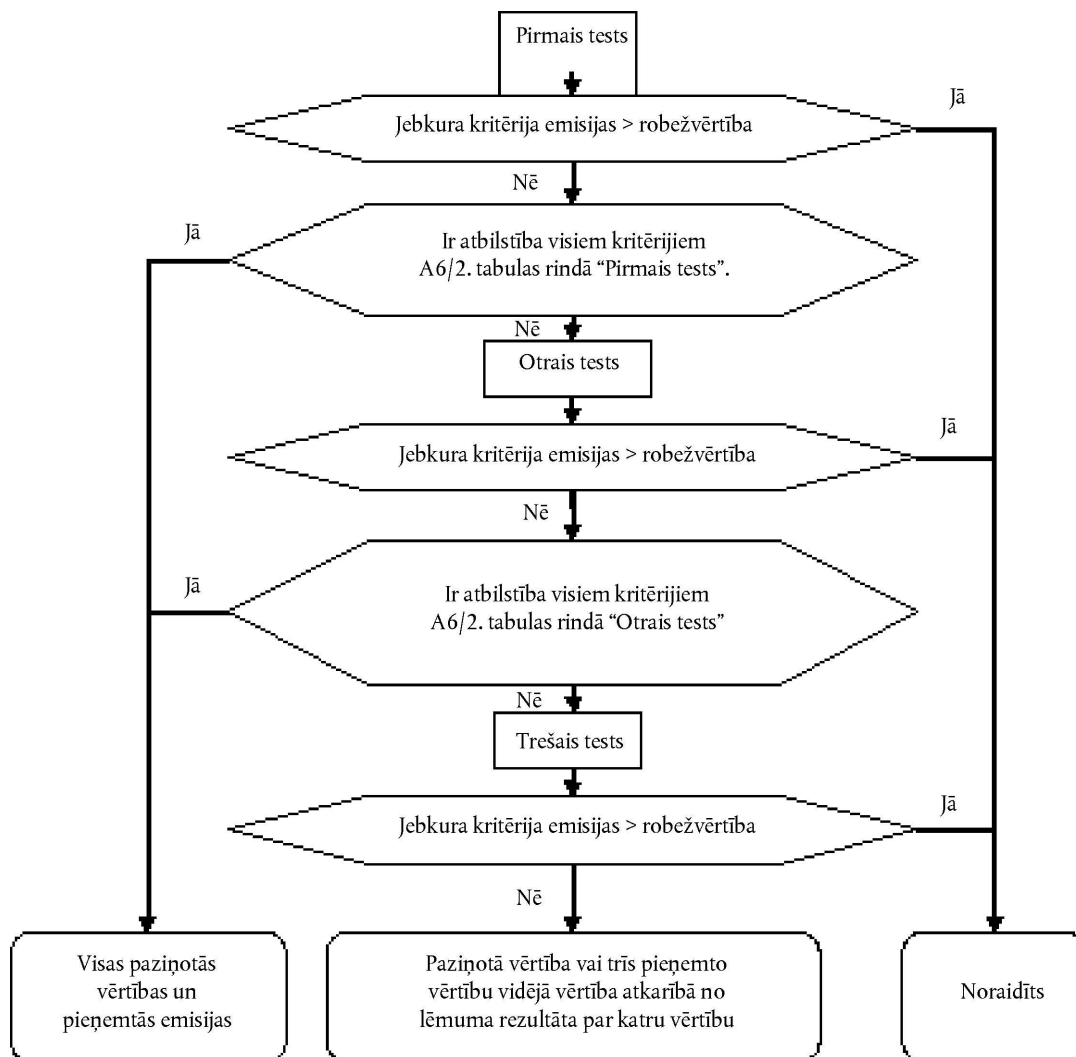 Pirmais tests
Jā
Jebkura kritērija emisijas > robežvērtība
Nē
Jā
Ir atbilstība visiem kritērijiem
A6/2. tabulas rindā “Pirmais tests”.
Nē
Otrais tests
Jā
Jebkura kritērija emisijas > robežvērtība
Nē
Jā
Ir atbilstība visiem kritērijiem
A6/2. tabulas rindā “Otrais tests”
Nē
Trešais tests
Jā
Jebkura kritērija emisijas > robežvērtība
Nē
Visas paziņotās
vērtības un
pieņemtās emisijas
Paziņotā vērtība vai trīs pieņemto
vērtību vidējā vērtība atkarībā no
lēmuma rezultāta par katru vērtību
Noraidīts